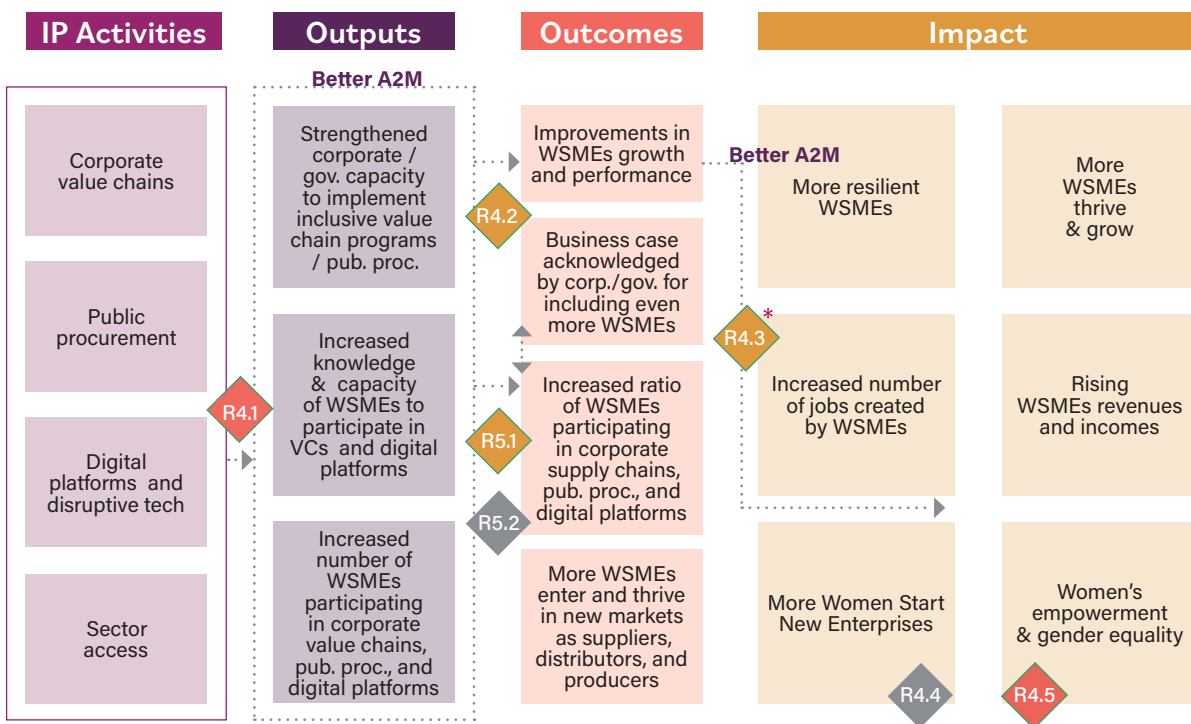 IP Activities
Outputs
Outcomes
Impact
Better A2M
Corporate
value chains
Public
procurement
Digital
platforms and
disruptive tech
Sector
access
R4.1
Strengthened
corporate /
gov. capacity
to implement
inclusive value
chain programs
/ pub. proc.
Increased
knowledge
& capacity
of WSMEs to
participate in
VCs and digital
platforms
Increased
number of
WSMEs
participating
in corporate
value chains,
pub. proc., and
digital platforms
R4.2
R5.1
R5.2
Improvements in
WSMEs growth
and performance
Business case
acknowledged
by corp./gov. for
including even
more WSMEs
Increased ratio
of WSMEs
participating
in corporate
supply chains,
pub. proc., and
digital platforms
More WSMEs
enter and thrive
in new markets
as suppliers,
distributors, and
producers
Better A2M
R4.3
*
More resilient
WSMEs
More
WSMEs
thrive
& grow
Increased number
of jobs created
by WSMEs
Rising
WSMEs revenues
and incomes
More Women Start
New Enterprises
Women's
empowerment
& gender equality
R4.4
R4.5